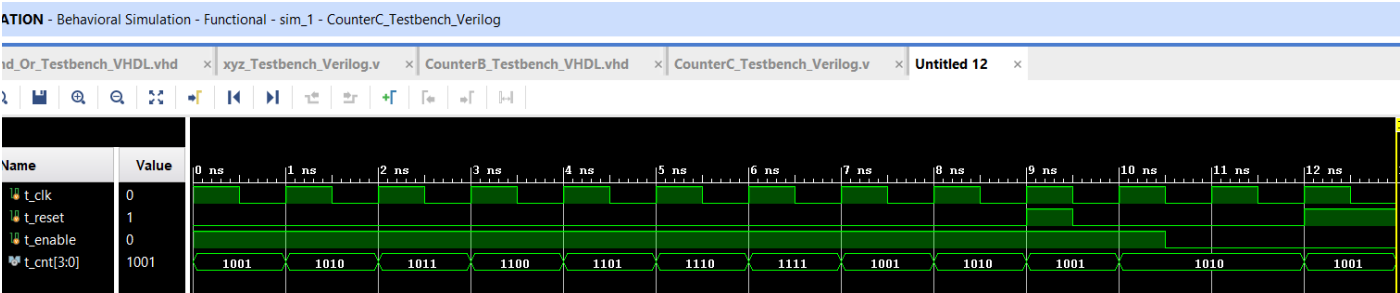 ATION - Behavioral Simulation - Functional - sim_1 - CounterC_Testbench_Verilog
nd_Or_Testbench_VHDL.vhd × xyz_Testbench_Verilog.v × CounterB_Testbench_VHDL.vhd × CounterC_Testbench_Verilog.v × Untitled 12 ×
Name Value 0 ns 1 ns 2 ns 3 ns 4 ns 5 ns 6 ns 7 ns 8 ns 9 ns 10 ns 11 ns 12 ns
t_clk 0
t_reset 1
t_enable 0
t_cnt[3:0] 1001 1001 1010 1011 1100 1101 1110 1111 1001 1010 1001 1010 1001